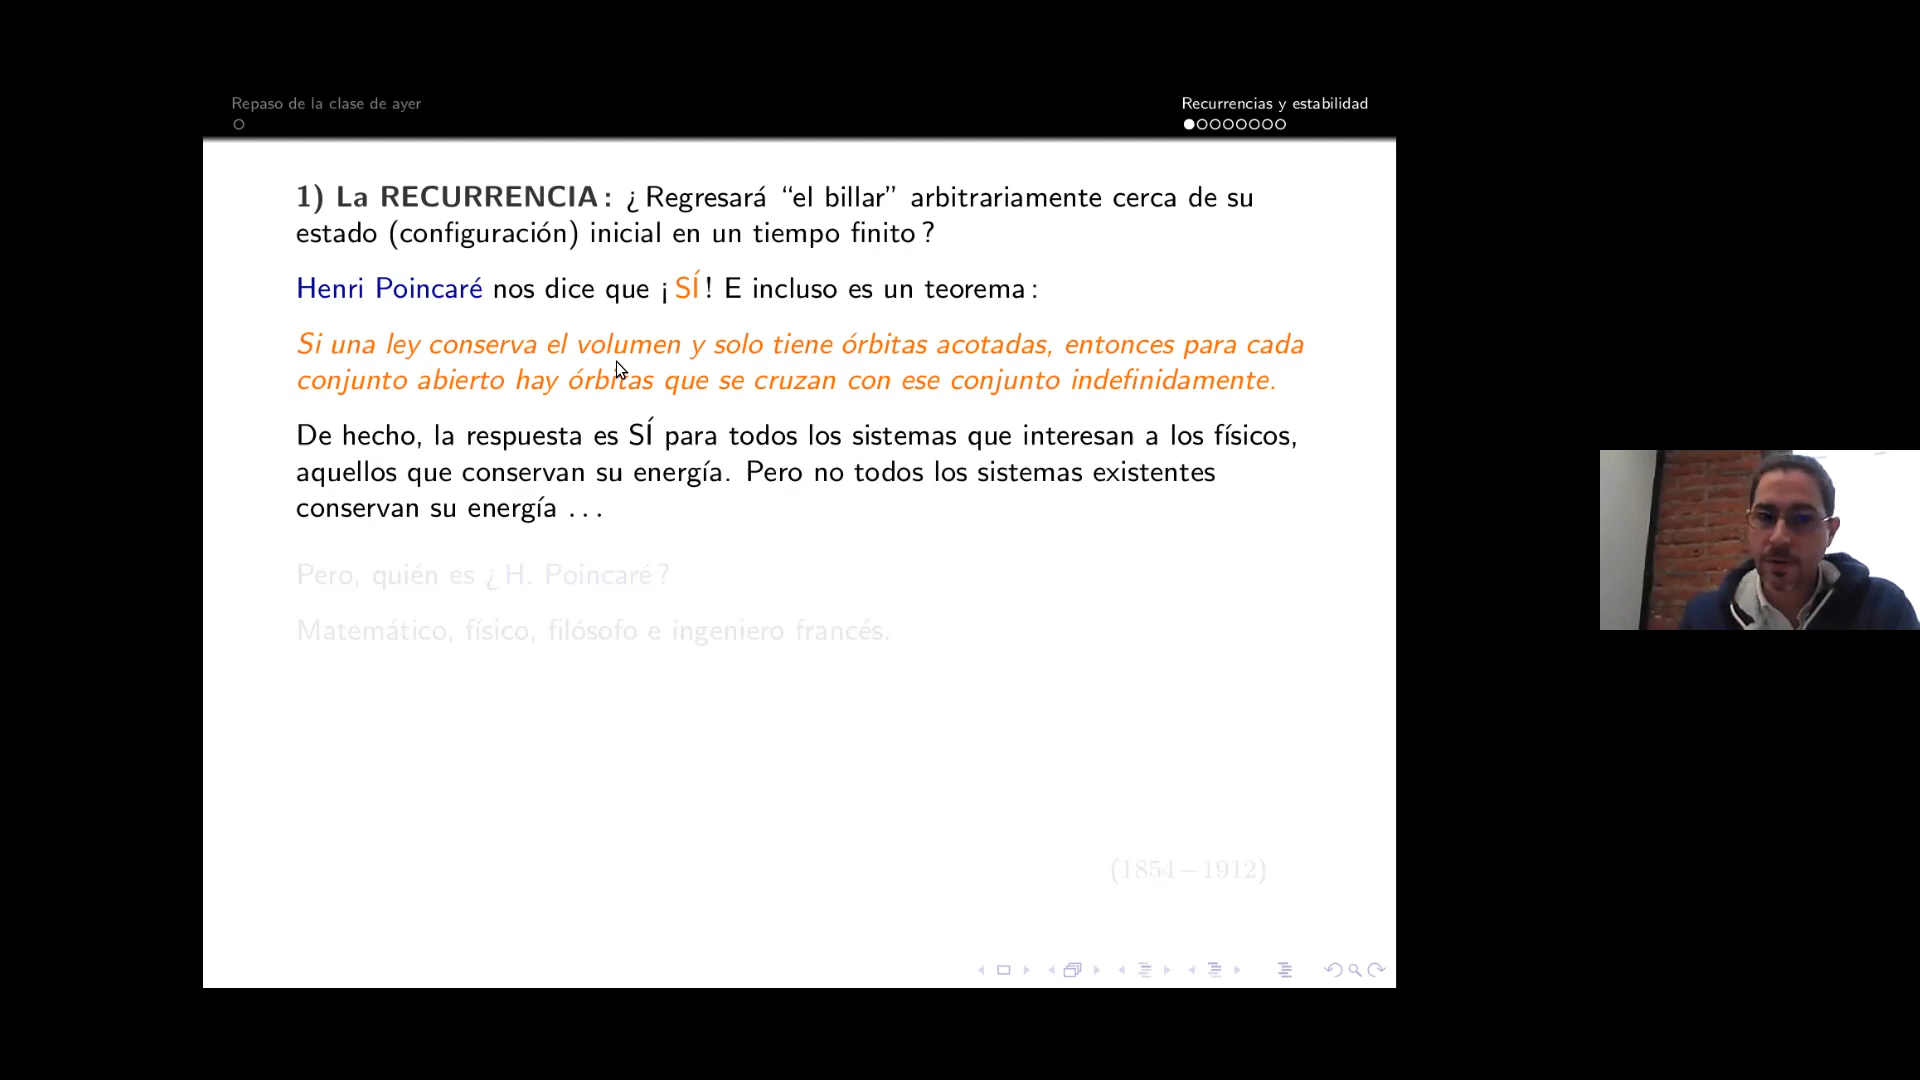 Repaso de la clase de ayer
Recurrencias y estabilidad
1) La RECURRENCIA : ¿ Regresará “el billar” arbitrariamente cerca de su
estado (configuración) inicial en un tiempo finito ?
Henri Poincaré nos dice que ¡ SÍ ! E incluso es un teorema :
Si una ley conserva el volumen y solo tiene órbitas acotadas, entonces para cada
conjunto abierto hay órbitas que se cruzan con ese conjunto indefinidamente.
De hecho, la respuesta es SÍ para todos los sistemas que interesan a los físicos,
aquellos que conservan su energía. Pero no todos los sistemas existentes
conservan su energía . . .
Pero, quién es ¿ H. Poincaré ?
Matemático, físico, filósofo e ingeniero francés.
(1854−1912)